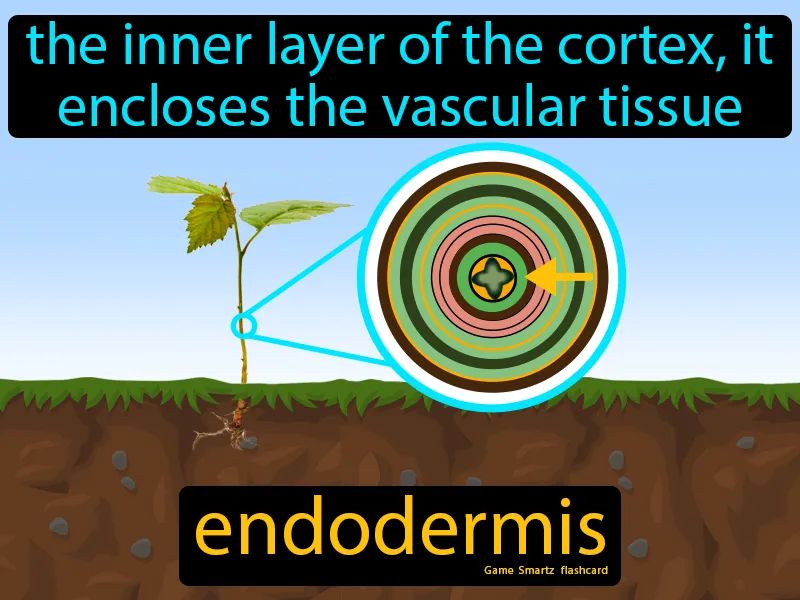 the inner layer of the cortex, it
encloses the vascular tissue
endodermis
Game Smartz flashcard